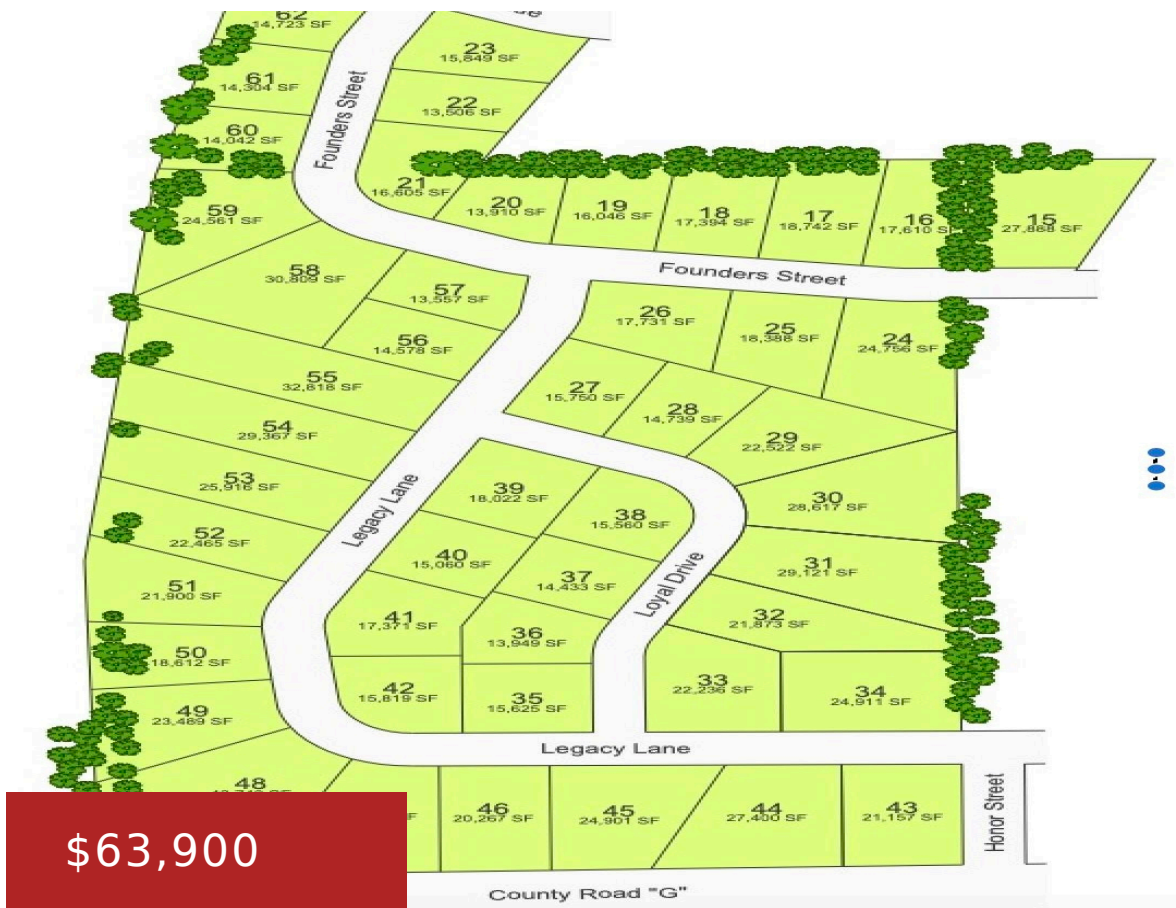 62
14,723 SF
23
15,849 SF
61
14,304 SF
22
13,506 SF
60
14,042 SF
Founders Street
21
16,605 SF
59
24,561 SF
20
13,910 SF
19
16,046 SF
18
17,394 SF
17
18,742 SF
16
17,610 S
15
27,888 SF
58
30,809 SF
Founders Street
57
13,557 SF
26
17,731 SF
25
18,388 SF
24
24,756 SF
56
14,578 SF
55
32,818 SF
27
15,750 SF
28
14,739 SF
54
29,367 SF
29
22,522 SF
53
25,916 SF
39
18,022 SF
30
28,617 SF
Legacy Lane
38
15,560 SF
52
22,465 SF
40
15,060 SF
31
29,121 SF
37
14,433 SF
Loyal Drive
51
21,900 SF
41
17,371 SF
32
21,873 SF
36
13,949 SF
50
18,612 SF
42
15,819 SF
33
22,236 SF
34
24,911 SF
35
15,625 SF
49
23,489 SF
Legacy Lane
48
46
20,267 SF
45
24,901 SF
44
27,400 SF
43
21,157 SF
Honor Street
$63,900
County Road "G"